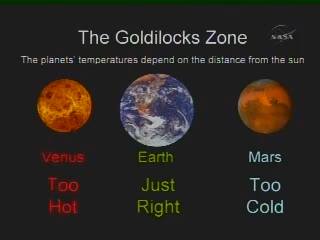 The Goldilocks Zone
NASA
The planets' temperatures depend on the distance from the sun
Venus Earth Mars
Too Just Too
Hot Right Cold